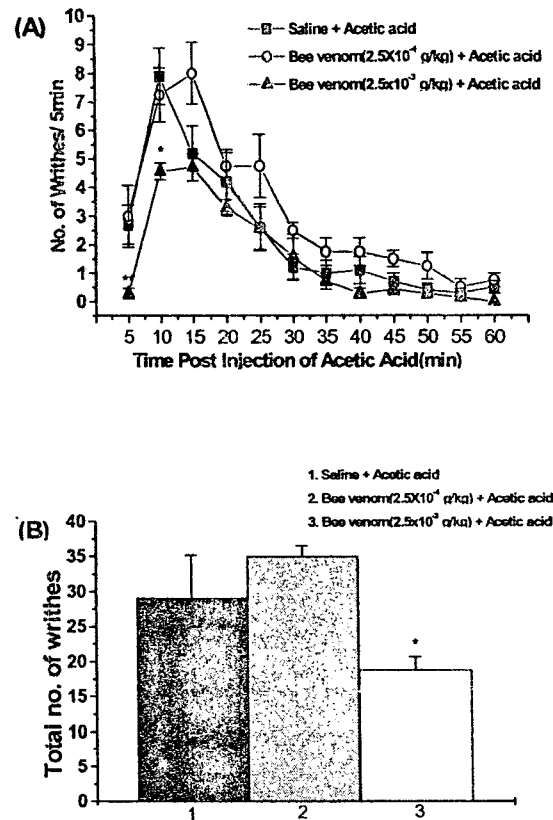 (A)
Saline + Acetic acid
Bee venom(2.5X10⁻⁴ g/kg) + Acetic acid
Bee venom(2.5x10⁻³ g/kg) + Acetic acid
No. of Writhes/ 5min
9
8
7
6
5
4
3
2
1
0
*
**
5 10 15 20 25 30 35 40 45 50 55 60
Time Post Injection of Acetic Acid(min)
1. Saline + Acetic acid
2. Bee venom(2.5X10⁻⁴ g/kg) + Acetic acid
3. Bee venom(2.5x10⁻³ g/kg) + Acetic acid
(B)
Total no. of writhes
40
35
30
25
20
15
10
5
0
*
1 2 3